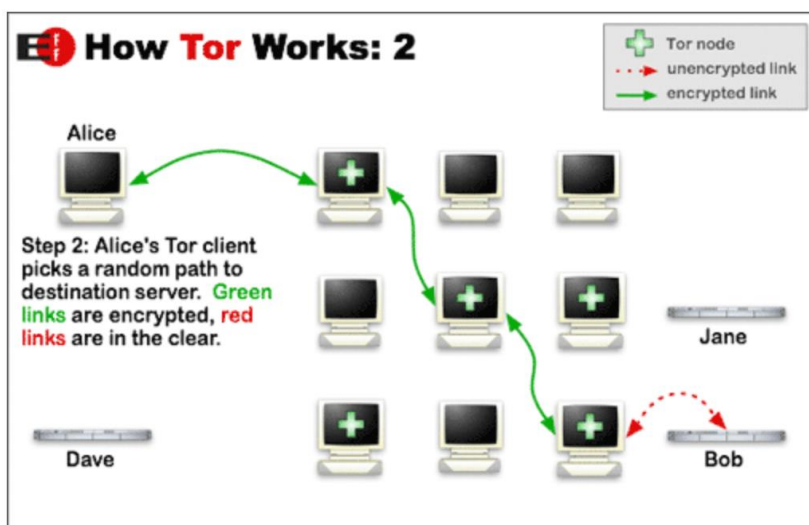 EFF How Tor Works: 2
Tor node
unencrypted link
encrypted link
Alice
Step 2: Alice's Tor client
picks a random path to
destination server. Green
links are encrypted, red
links are in the clear.
Jane
Dave
Bob